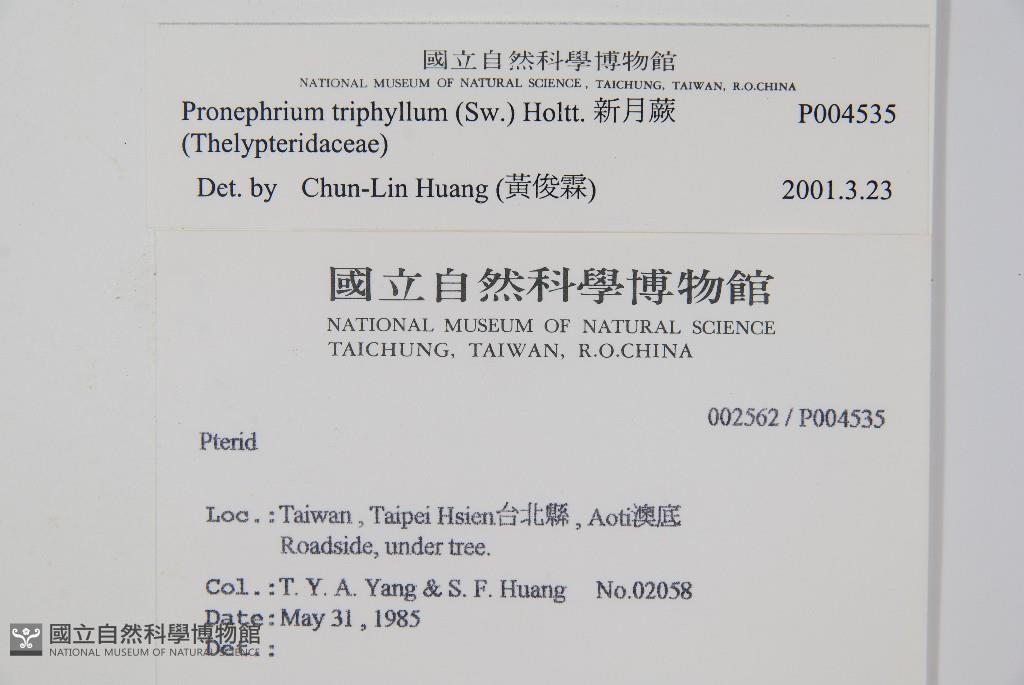 國立自然科學博物館
NATIONAL MUSEUM OF NATURAL SCIENCE, TAICHUNG, TAIWAN, R.O.CHINA
Pronephrium triphyllum (Sw.) Holtt. 新月蕨 P004535
(Thelypteridaceae)
Det. by Chun-Lin Huang (黃俊霖) 2001.3.23
國立自然科學博物館
NATIONAL MUSEUM OF NATURAL SCIENCE
TAICHUNG, TAIWAN, R.O.CHINA
002562 / P004535
Pterid
Loc.: Taiwan , Taipei Hsien台北縣 , Aoti澳底
Roadside, under tree.
Col.: T. Y. A. Yang & S. F. Huang No.02058
Date: May 31 , 1985
Det.:
國立自然科學博物館
NATIONAL MUSEUM OF NATURAL SCIENCE